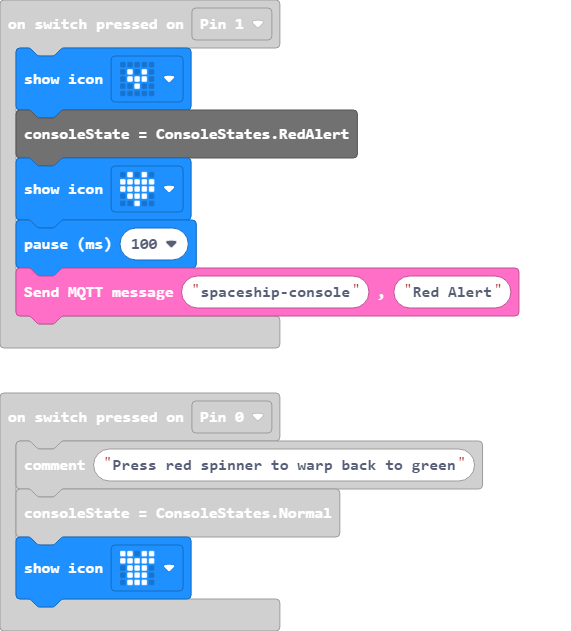 on switch pressed on Pin 1
show icon
consoleState = ConsoleStates.RedAlert
show icon
pause (ms) 100
Send MQTT message "spaceship-console" , "Red Alert"
on switch pressed on Pin 0
comment "Press red spinner to warp back to green"
consoleState = ConsoleStates.Normal
show icon